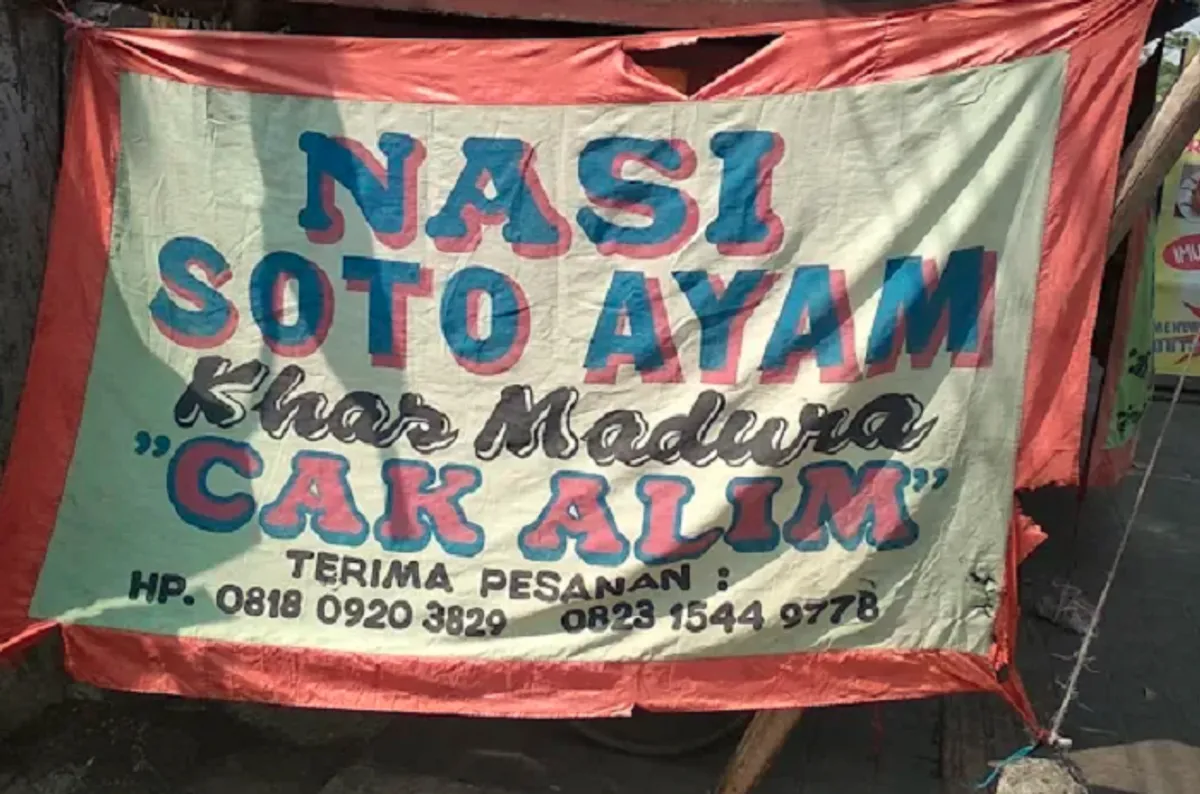 NASI
SOTO AYAM
Khas Madura
"CAK ALIM"
TERIMA PESANAN :
HP. 0818 0920 3829 0823 1544 9778